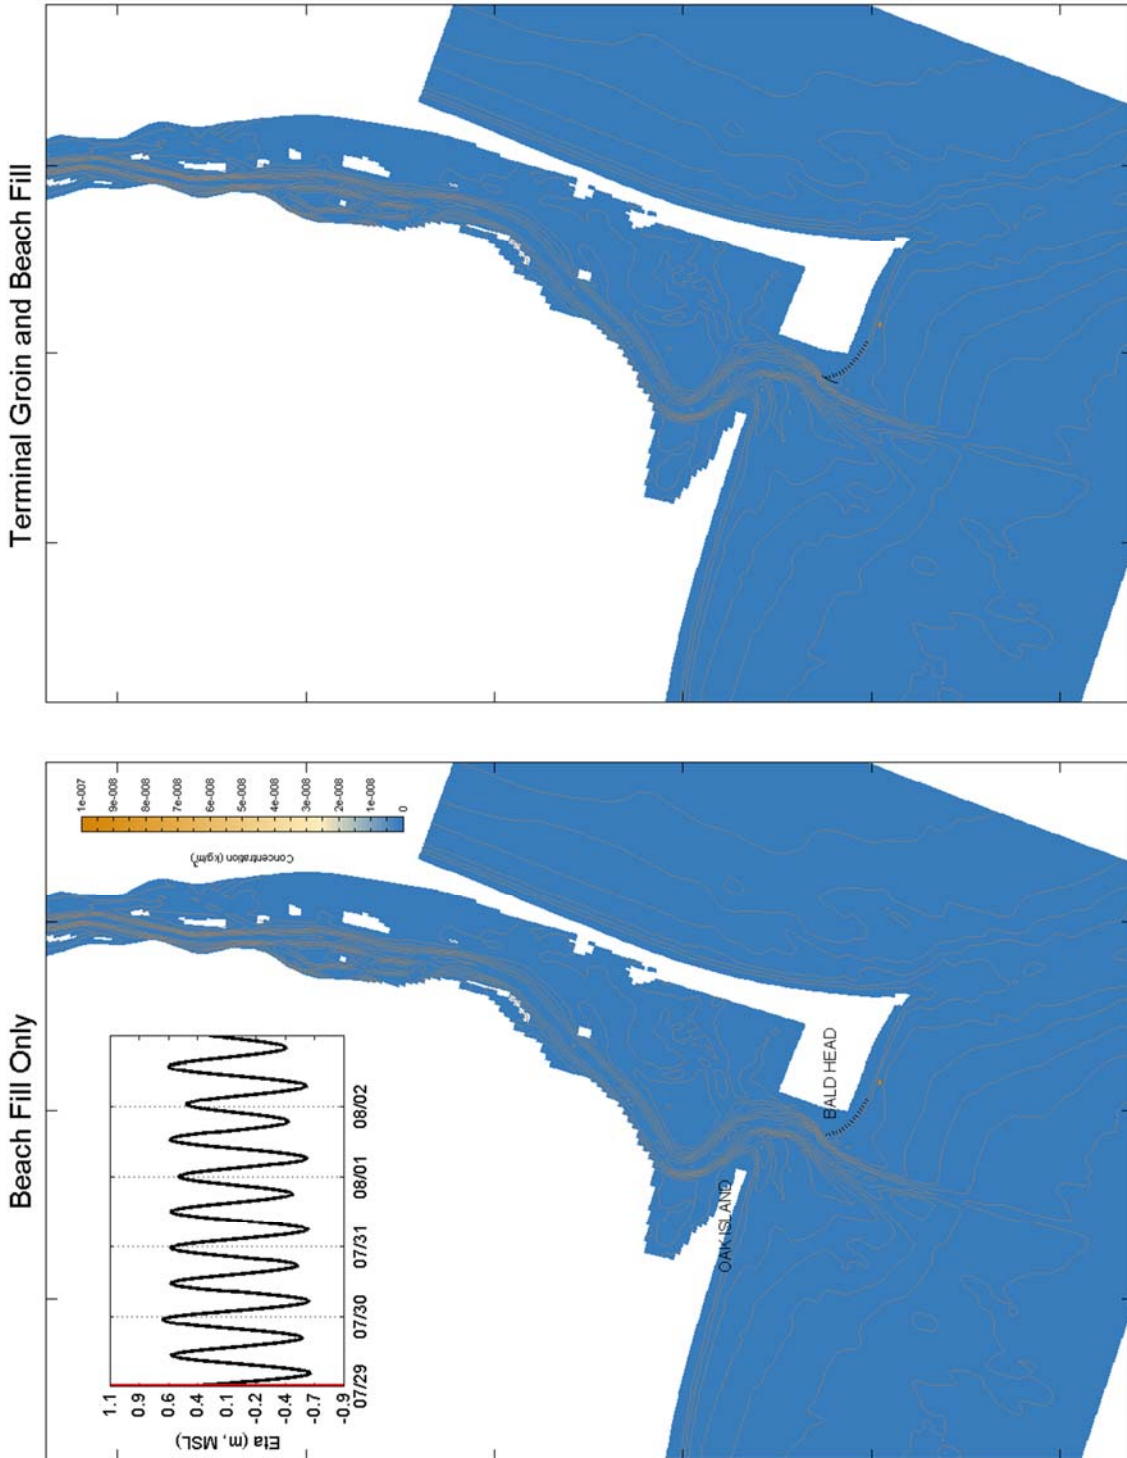 Beach Fill Only
1.1
0.9
0.6
0.4
0.1
-0.2
-0.4
-0.7
-0.9
Eta (m, MSL)
07/29
07/30
07/31
08/01
08/02
1e-007
9e-008
8e-008
7e-008
6e-008
5e-008
4e-008
3e-008
2e-008
1e-008
0
Concentration (kg/m³)
OAK ISLAND
BALD HEAD
Terminal Groin and Beach Fill